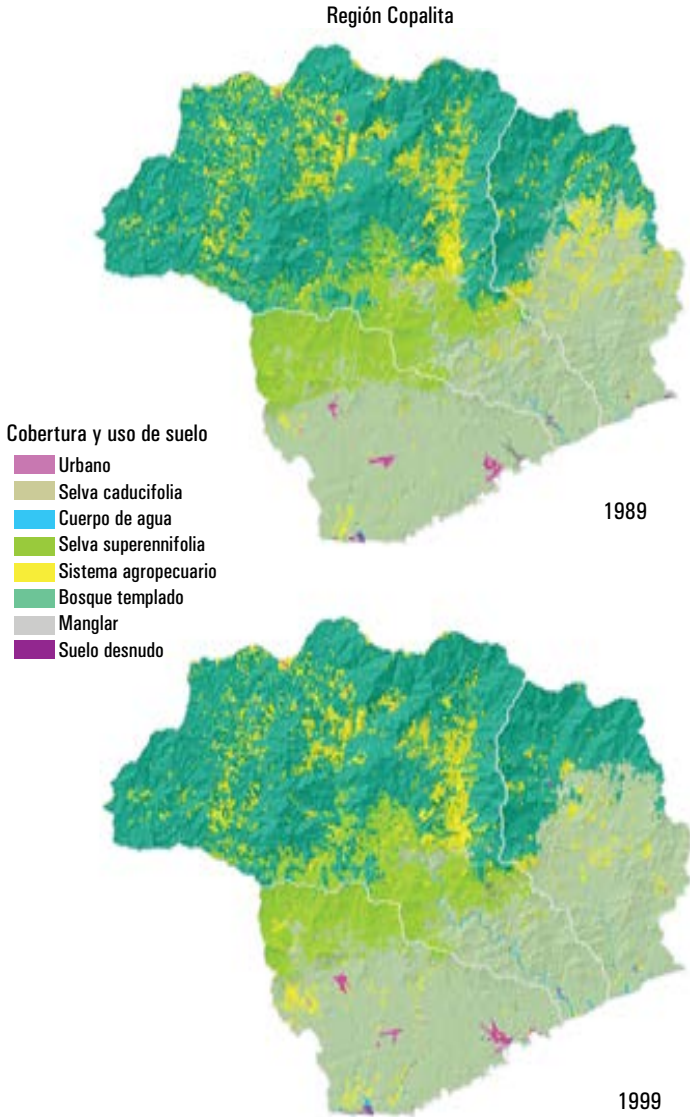 Región Copalita
Cobertura y uso de suelo
Urbano
Selva caducifolia
Cuerpo de agua
Selva superennifolia
Sistema agropecuario
Bosque templado
Manglar
Suelo desnudo
1989
1999